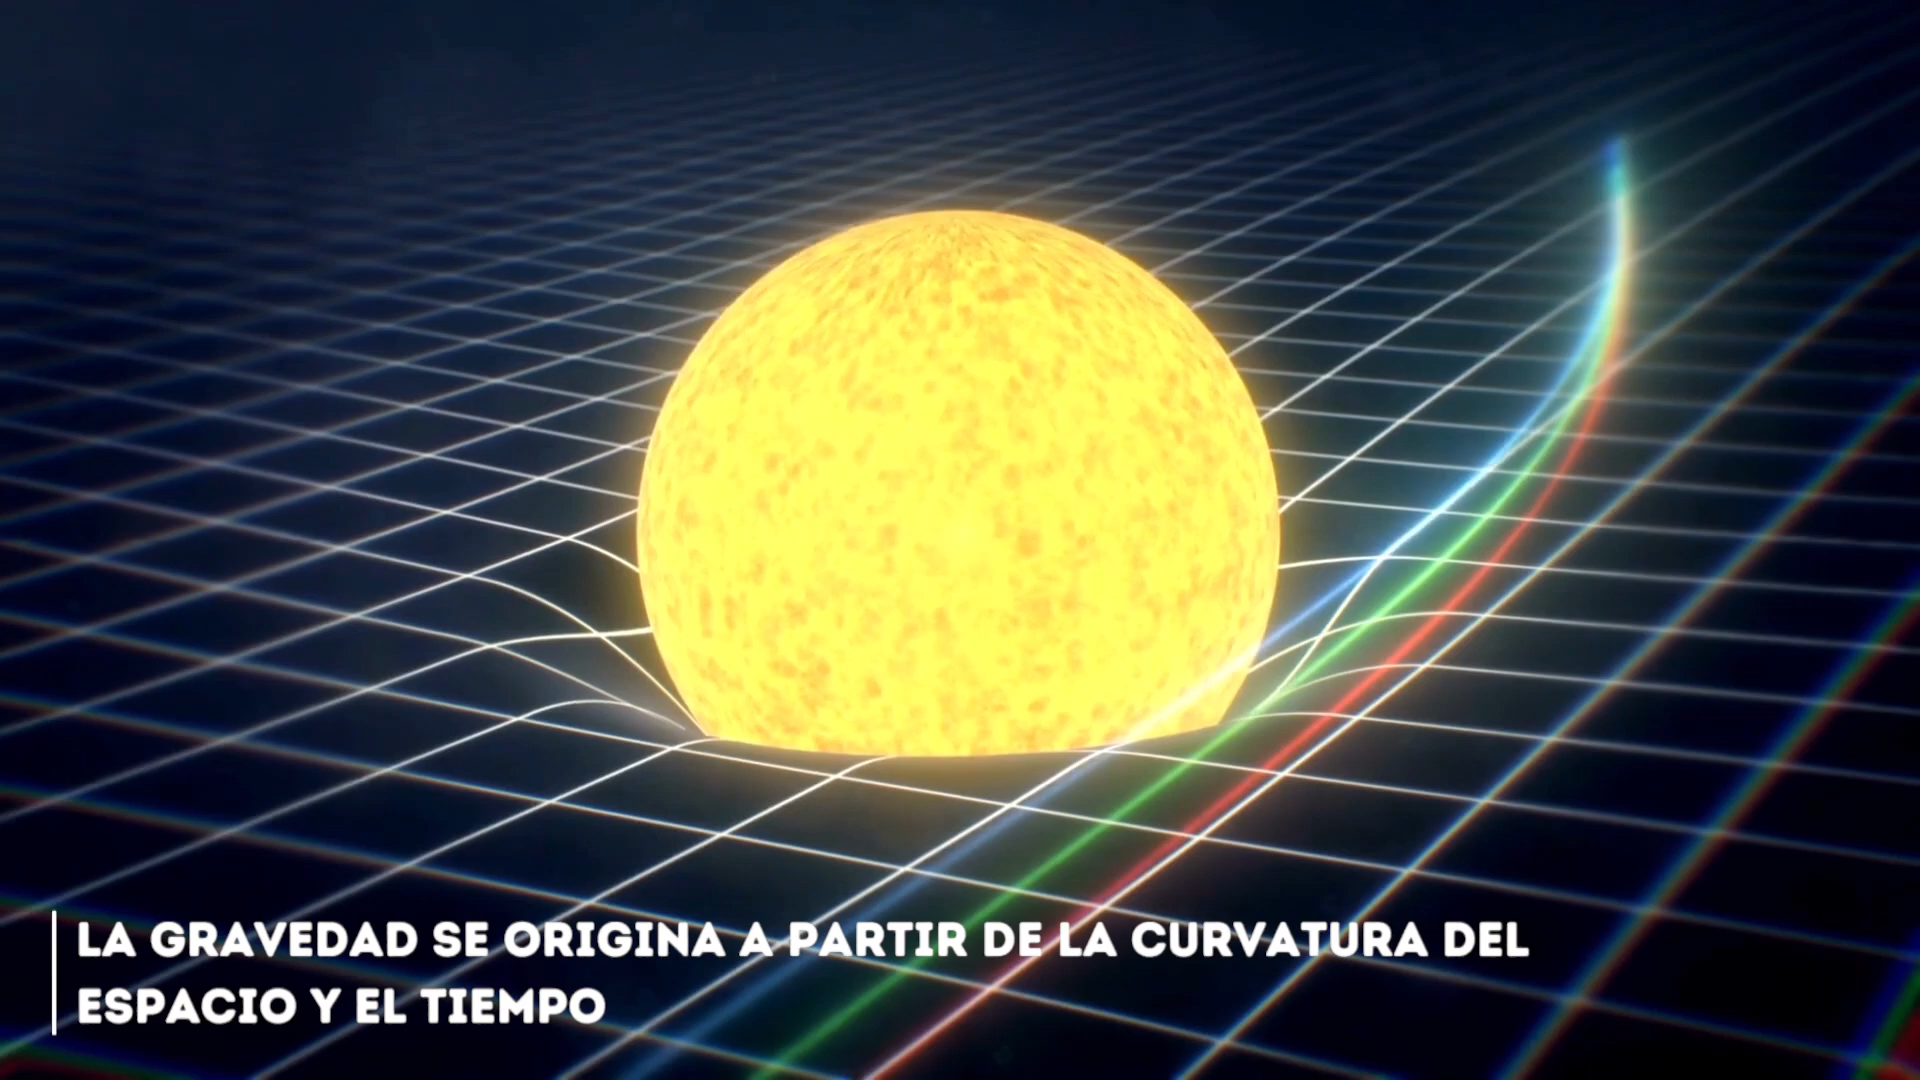 LA GRAVEDAD SE ORIGINA A PARTIR DE LA CURVATURA DEL
ESPACIO Y EL TIEMPO